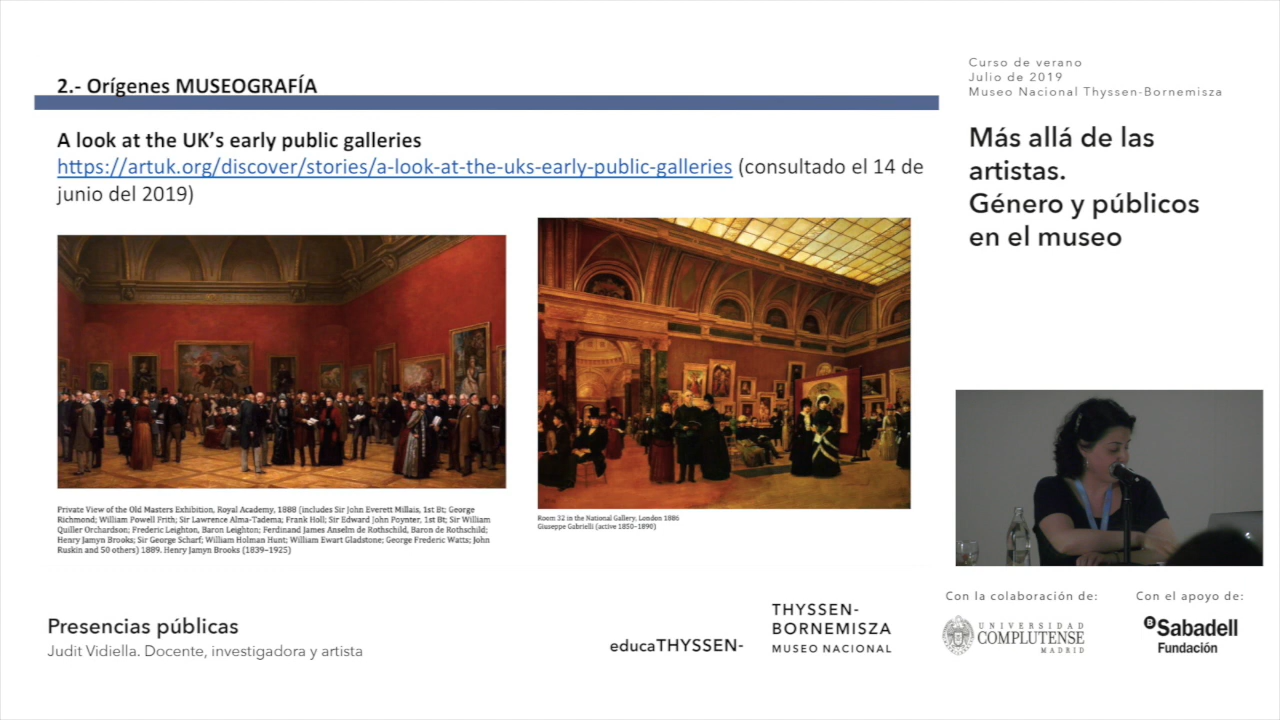 2.- Orígenes MUSEOGRAFÍA
A look at the UK’s early public galleries
https://artuk.org/discover/stories/a-look-at-the-uks-early-public-galleries (consultado el 14 de
junio del 2019)
Private View of the Old Masters Exhibition, Royal Academy, 1888 (includes Sir John Everett Millais, 1st Bt; George
Richmond; William Powell Frith; Sir Lawrence Alma-Tadema; Frank Holl; Sir Edward John Poynter, 1st Bt; Sir William
Quiller Orchardson; Frederic Leighton, Baron Leighton; Ferdinand James Anselm de Rothschild, Baron de Rothschild;
Henry Jamyn Brooks; Sir George Scharf; William Holman Hunt; William Ewart Gladstone; George Frederic Watts; John
Ruskin and 50 others) 1889. Henry Jamyn Brooks (1839–1925)
Room 32 in the National Gallery, London 1886
Giuseppe Gabrielli (active 1850–1890)
Curso de verano
Julio de 2019
Museo Nacional Thyssen-Bornemisza
Más allá de las
artistas.
Género y públicos
en el museo
Presencias públicas
Judit Vidiella. Docente, investigadora y artista
educaTHYSSEN-
THYSSEN-
BORNEMISZA
MUSEO NACIONAL
Con la colaboración de:
UNIVERSIDAD
COMPLUTENSE
MADRID
Con el apoyo de:
B Sabadell
Fundación